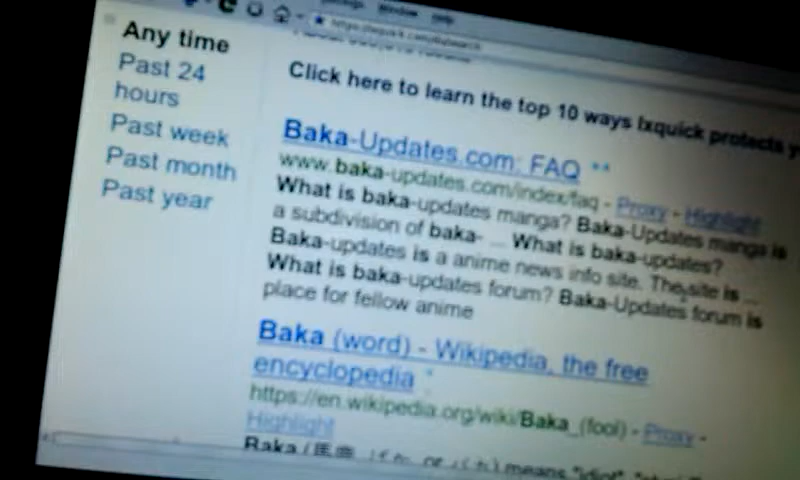 Any time
Past 24
hours
Past week
Past month
Past year
Click here to learn the top 10 ways Ixquick protects y
Baka-Updates.com: FAQ
www.baka-updates.com/index/faq - Proxy - Highlight
What is baka-updates manga? Baka-Updates manga is
a subdivision of baka- ... What is baka-updates?
Baka-updates is a anime news info site. The site is ...
What is baka-updates forum? Baka-Updates forum is
place for fellow anime
Baka (word) - Wikipedia, the free
encyclopedia
https://en.wikipedia.org/wiki/Baka_(fool) - Proxy -
Highlight
Baka means "idiot",